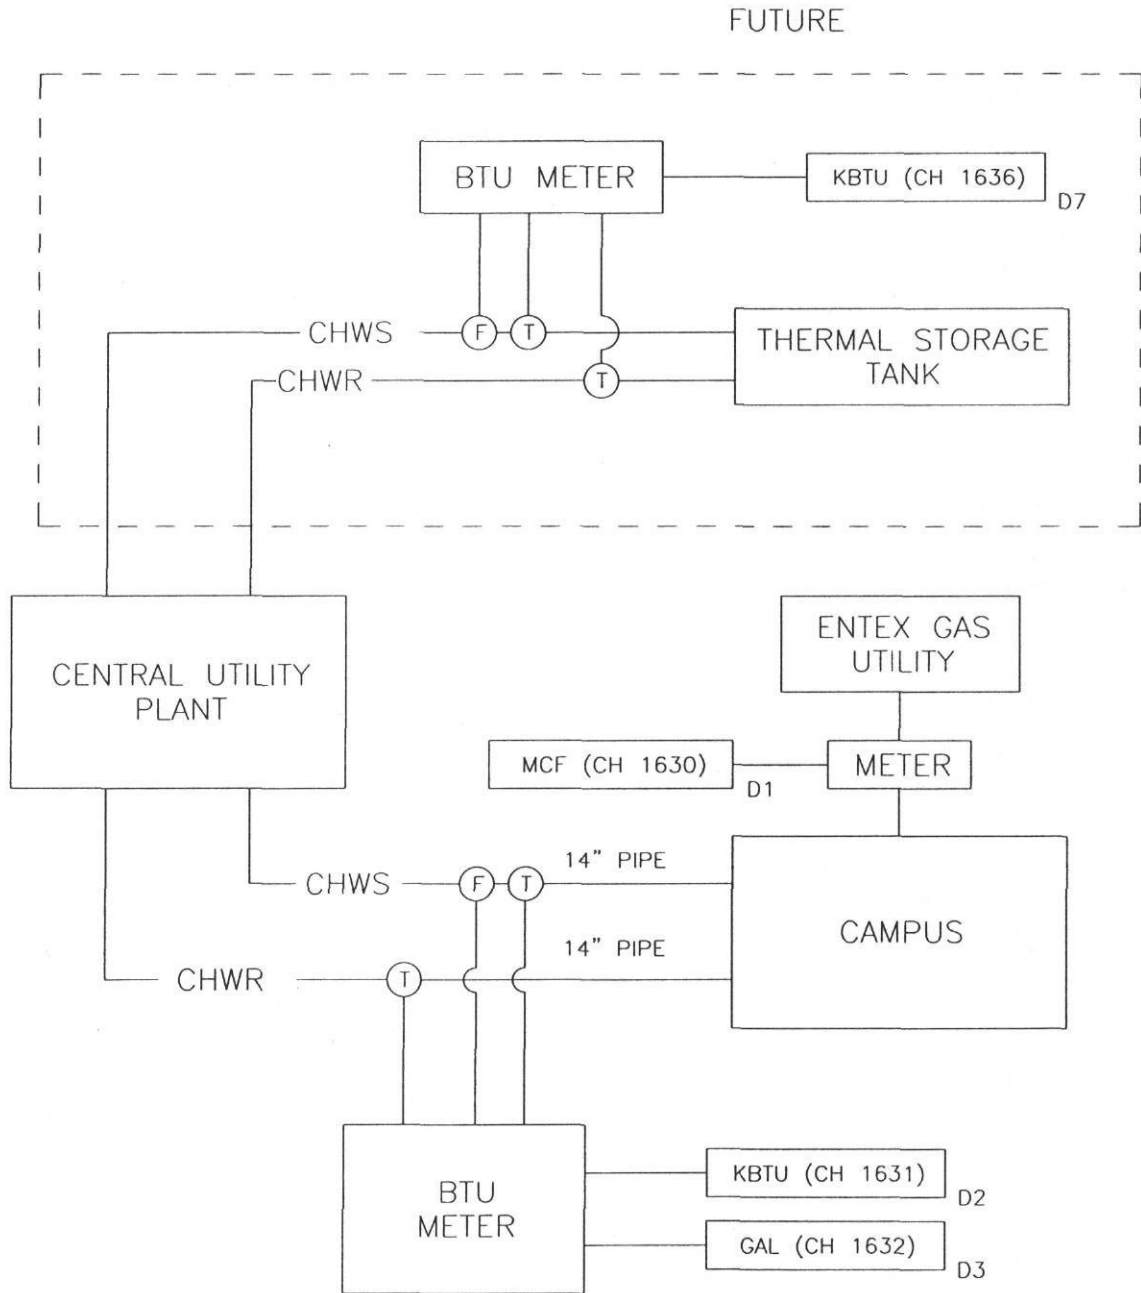 FUTURE
BTU METER
KBTU (CH 1636)
D7
F
T
CHWS
THERMAL STORAGE
TANK
CHWR
T
CENTRAL UTILITY
PLANT
ENTEX GAS
UTILITY
MCF (CH 1630)
D1
METER
14" PIPE
CHWS
F
T
CAMPUS
14" PIPE
CHWR
T
BTU
METER
KBTU (CH 1631)
D2
GAL (CH 1632)
D3